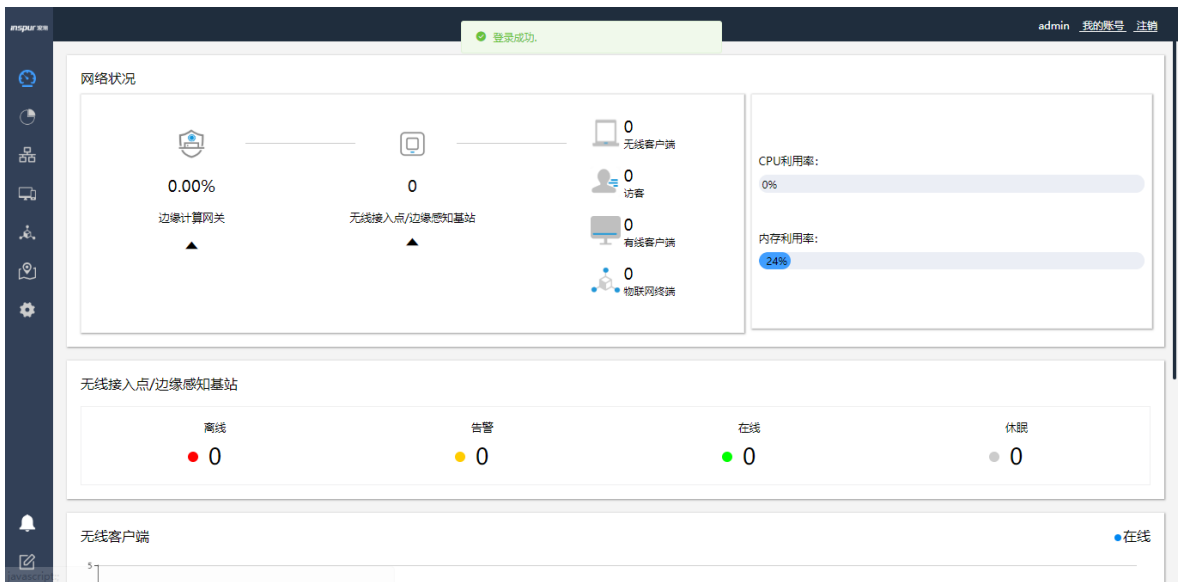 inspur 浪潮
登录成功.
admin 我的账号 注销
网络状况
0.00%
边缘计算网关
0
无线接入点/边缘感知基站
0
无线客户端
0
访客
0
有线客户端
0
物联网终端
CPU利用率:
0%
内存利用率:
24%
无线接入点/边缘感知基站
离线 告警 在线 休眠
0 0 0 0
无线客户端
在线
5
javascript: